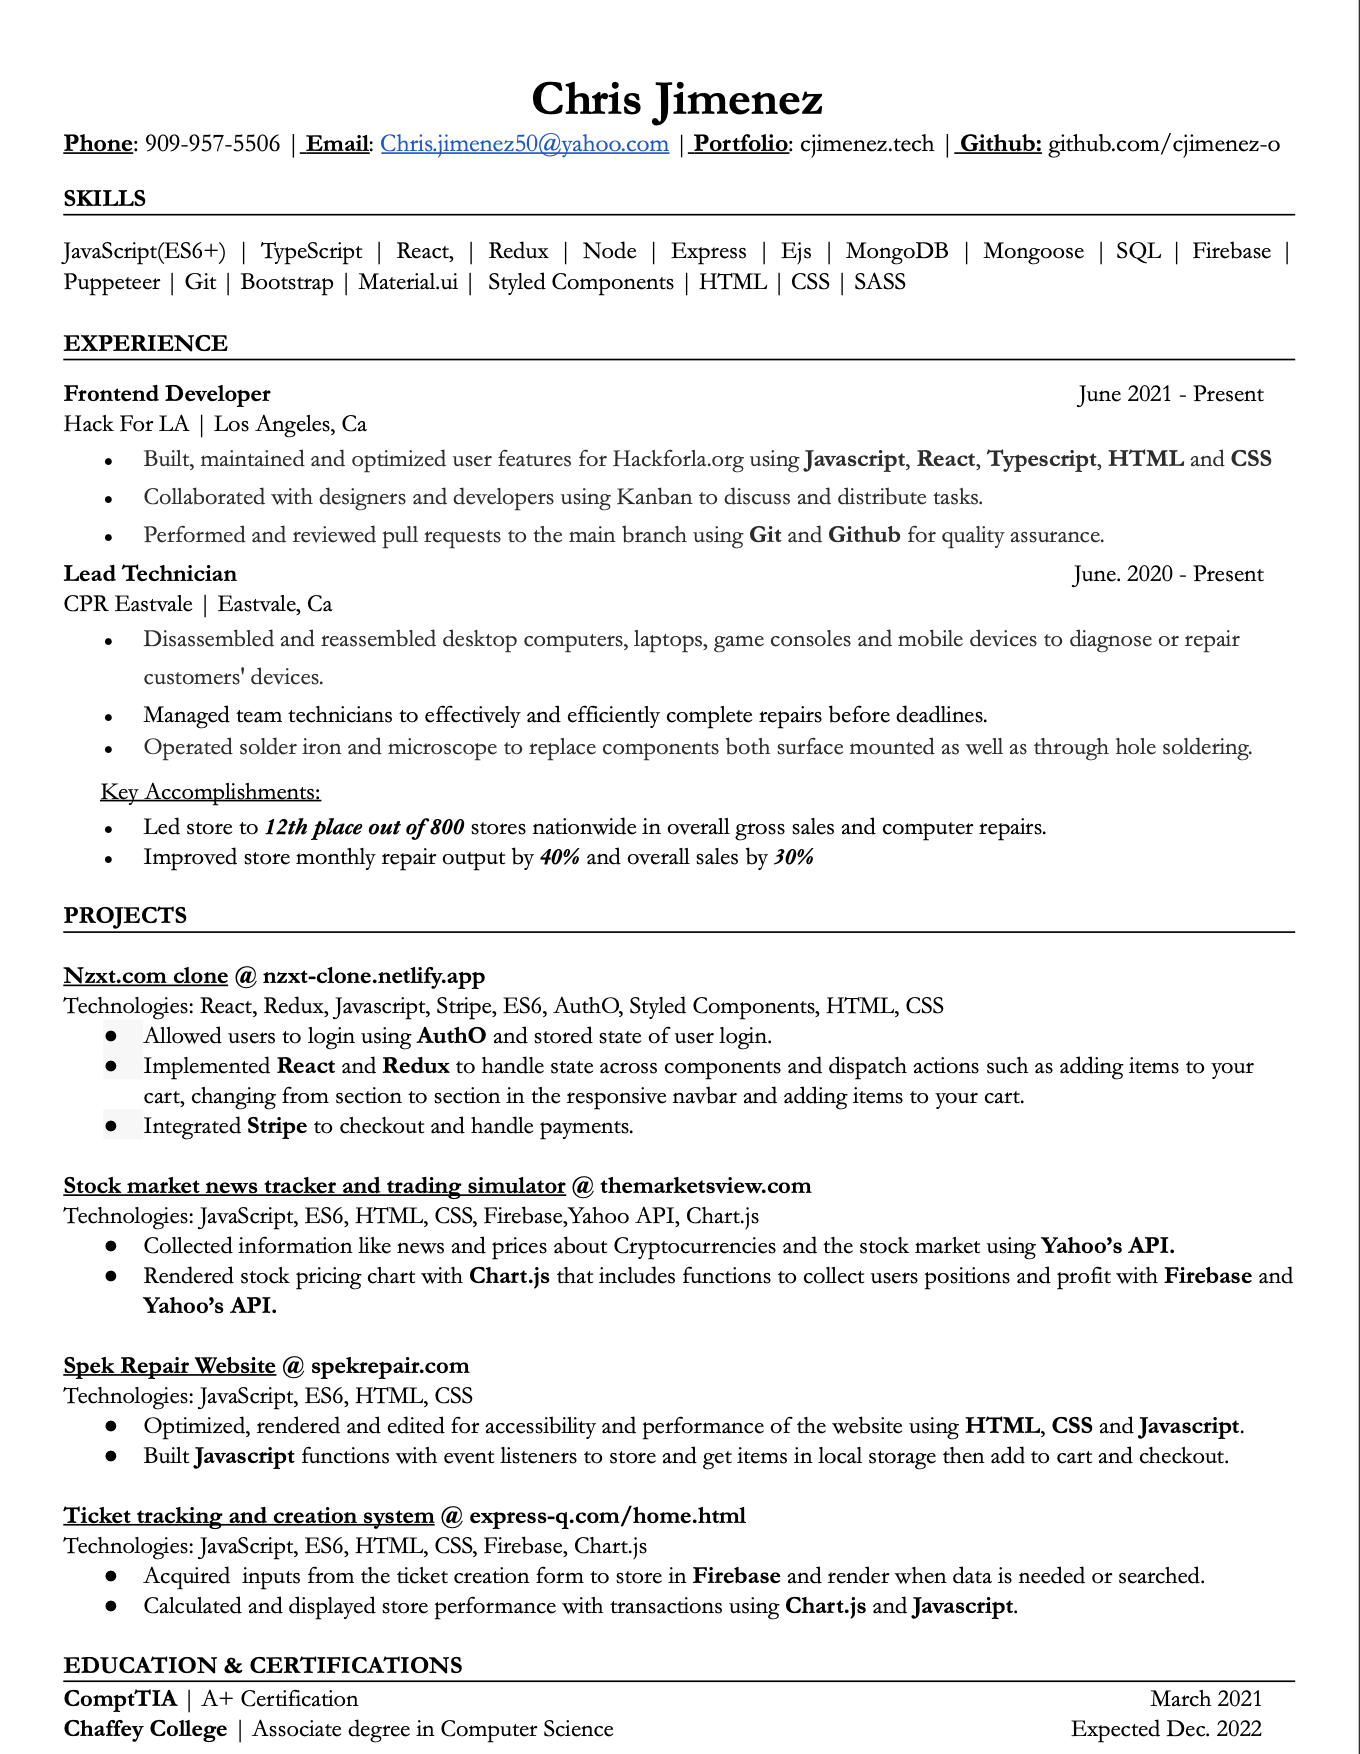 Chris Jimenez
Phone: 909-957-5506 | Email: Chris.jimenez50@yahoo.com | Portfolio: cjimenez.tech | Github: github.com/cjimenez-o
SKILLS
JavaScript(ES6+) | TypeScript | React, | Redux | Node | Express | Ejs | MongoDB | Mongoose | SQL | Firebase |
Puppeteer | Git | Bootstrap | Material.ui | Styled Components | HTML | CSS | SASS
EXPERIENCE
Frontend Developer June 2021 - Present
Hack For LA | Los Angeles, Ca
• Built, maintained and optimized user features for Hackforla.org using Javascript, React, Typescript, HTML and CSS
• Collaborated with designers and developers using Kanban to discuss and distribute tasks.
• Performed and reviewed pull requests to the main branch using Git and Github for quality assurance.
Lead Technician June. 2020 - Present
CPR Eastvale | Eastvale, Ca
• Disassembled and reassembled desktop computers, laptops, game consoles and mobile devices to diagnose or repair
customers' devices.
• Managed team technicians to effectively and efficiently complete repairs before deadlines.
• Operated solder iron and microscope to replace components both surface mounted as well as through hole soldering.
Key Accomplishments:
• Led store to 12th place out of 800 stores nationwide in overall gross sales and computer repairs.
• Improved store monthly repair output by 40% and overall sales by 30%
PROJECTS
Nzxt.com clone @ nzxt-clone.netlify.app
Technologies: React, Redux, Javascript, Stripe, ES6, AuthO, Styled Components, HTML, CSS
● Allowed users to login using AuthO and stored state of user login.
● Implemented React and Redux to handle state across components and dispatch actions such as adding items to your
cart, changing from section to section in the responsive navbar and adding items to your cart.
● Integrated Stripe to checkout and handle payments.
Stock market news tracker and trading simulator @ themarketsview.com
Technologies: JavaScript, ES6, HTML, CSS, Firebase,Yahoo API, Chart.js
● Collected information like news and prices about Cryptocurrencies and the stock market using Yahoo’s API.
● Rendered stock pricing chart with Chart.js that includes functions to collect users positions and profit with Firebase and
Yahoo’s API.
Spek Repair Website @ spekrepair.com
Technologies: JavaScript, ES6, HTML, CSS
● Optimized, rendered and edited for accessibility and performance of the website using HTML, CSS and Javascript.
● Built Javascript functions with event listeners to store and get items in local storage then add to cart and checkout.
Ticket tracking and creation system @ express-q.com/home.html
Technologies: JavaScript, ES6, HTML, CSS, Firebase, Chart.js
● Acquired  inputs from the ticket creation form to store in Firebase and render when data is needed or searched.
● Calculated and displayed store performance with transactions using Chart.js and Javascript.
EDUCATION & CERTIFICATIONS
ComptTIA | A+ Certification March 2021
Chaffey College | Associate degree in Computer Science Expected Dec. 2022